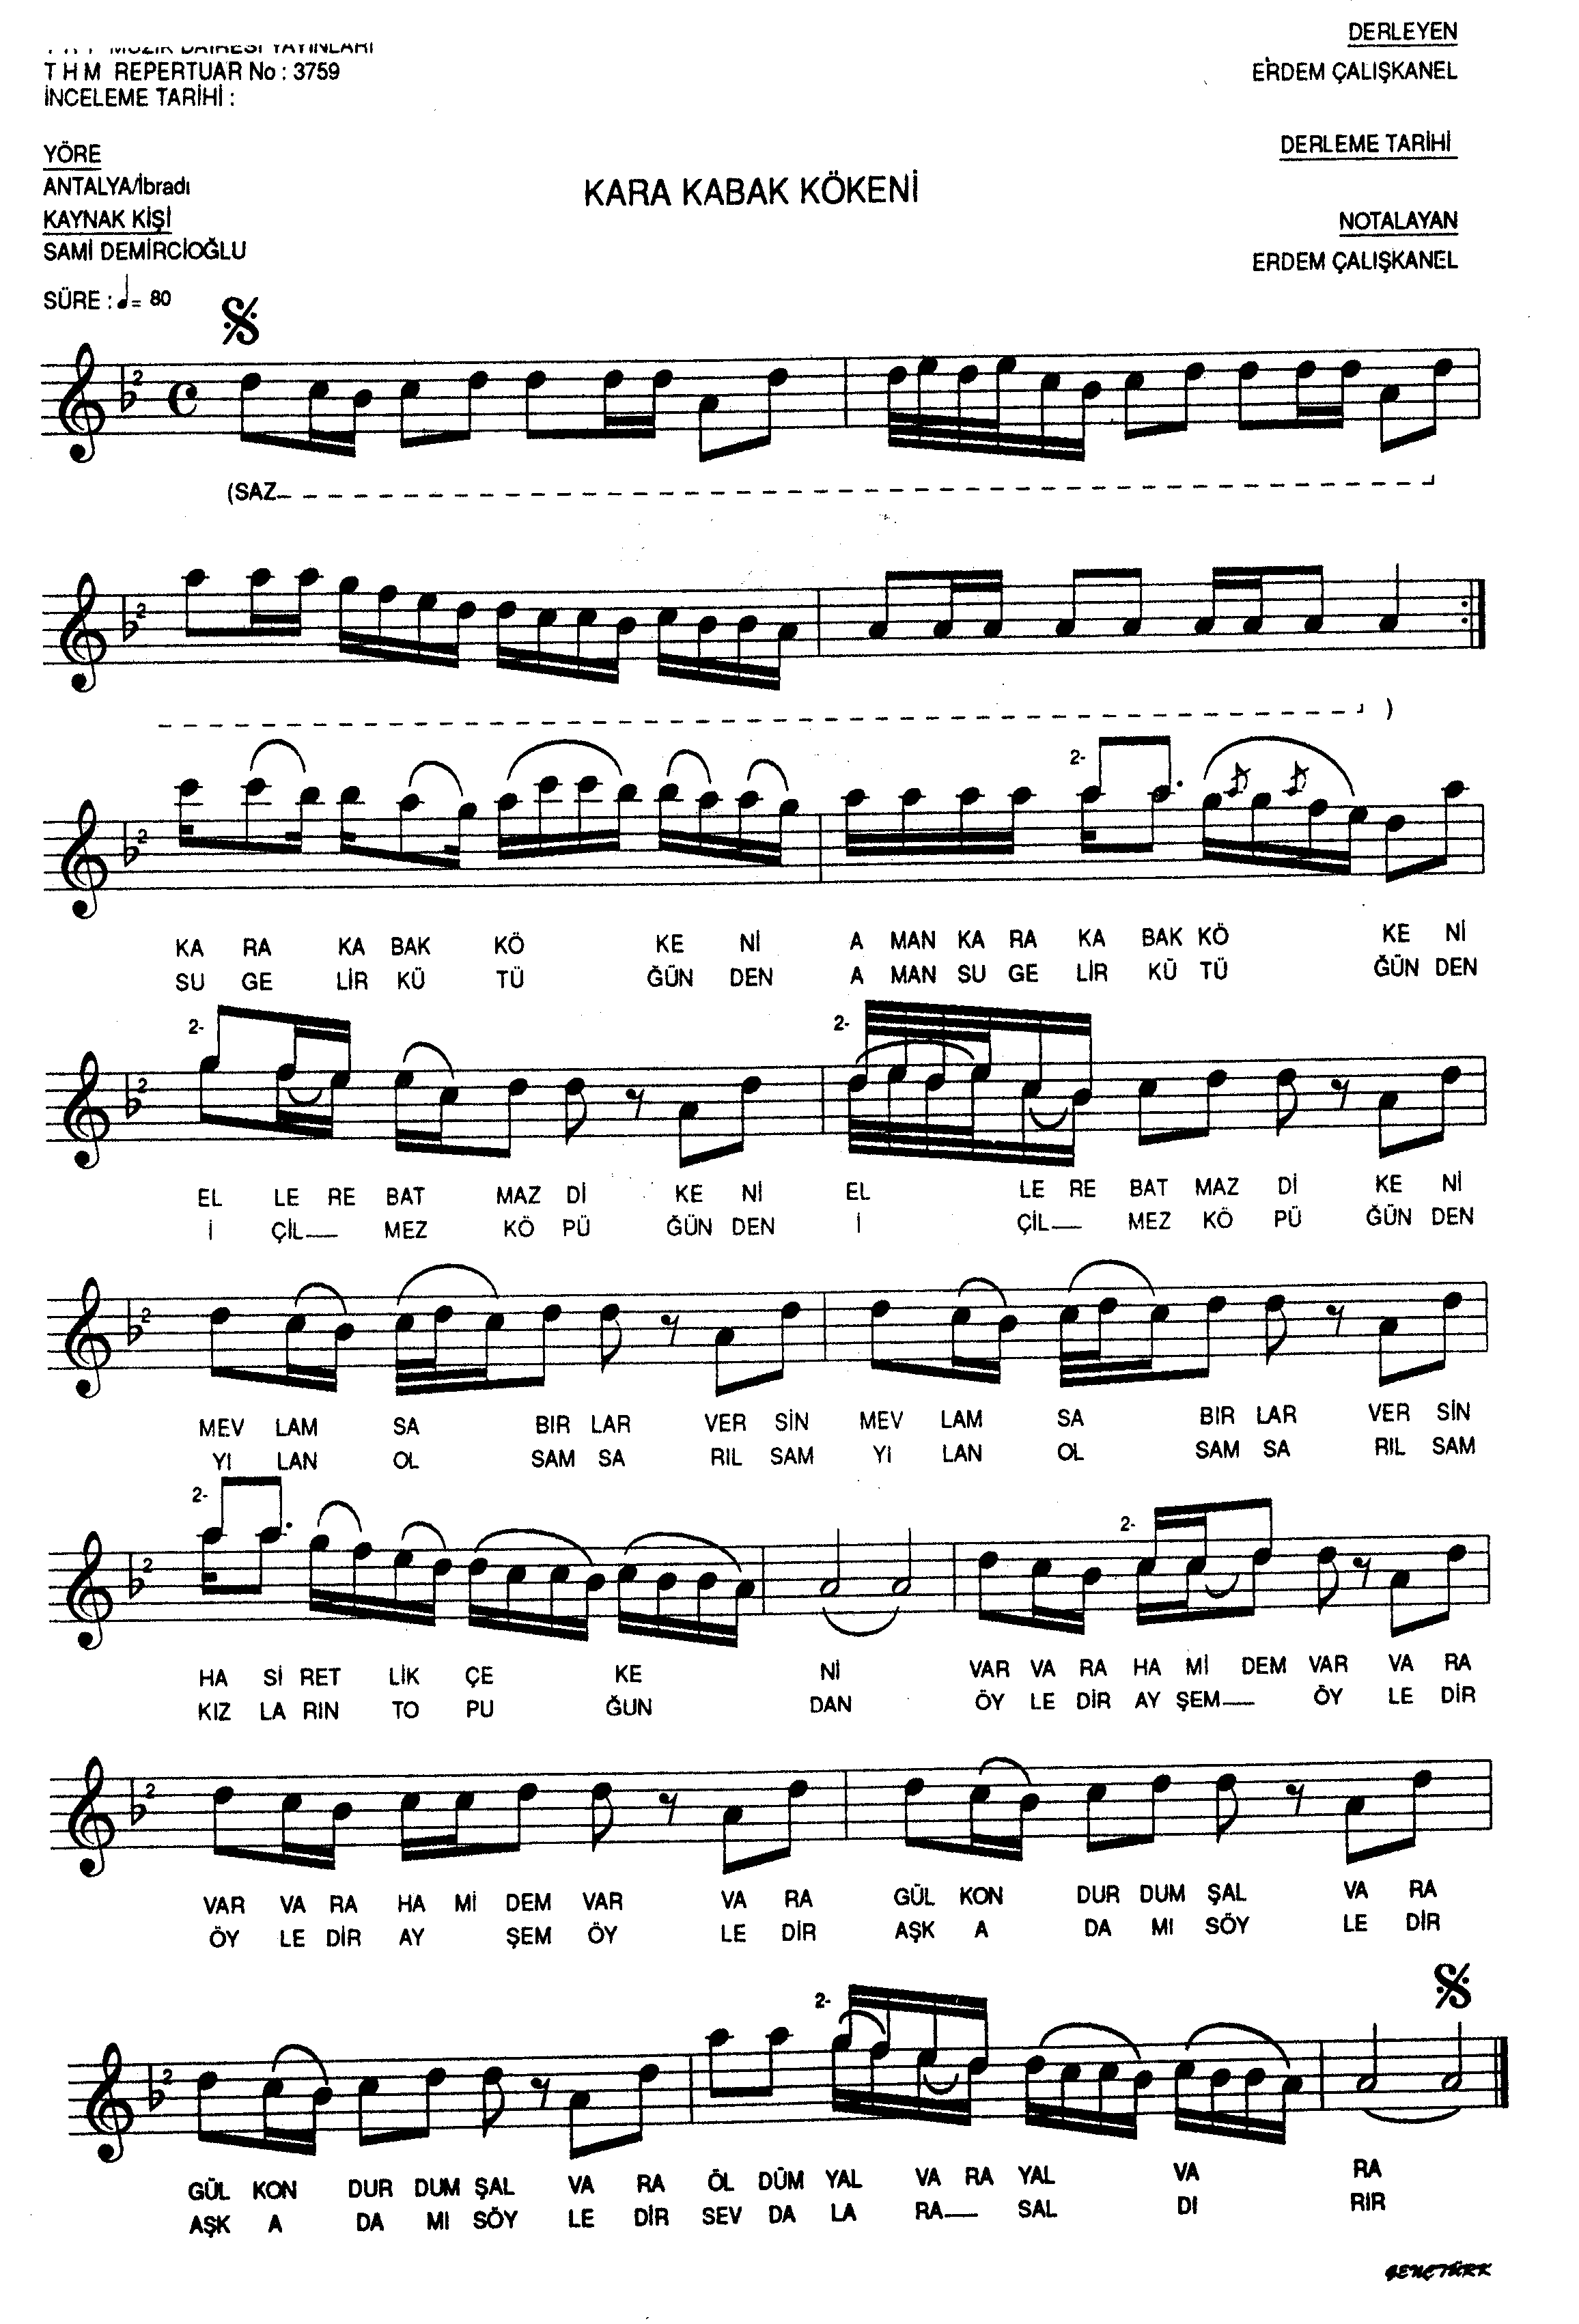 T R T MÜZİK DAİRESİ YAYINLARI
T H M REPERTUAR No : 3759
İNCELEME TARİHİ :
DERLEYEN
ERDEM ÇALIŞKANEL
YÖRE
ANTALYA/İbradı
KAYNAK KİŞİ
SAMİ DEMİRCİOĞLU
DERLEME TARİHİ
KARA KABAK KÖKENİ
NOTALAYAN
ERDEM ÇALIŞKANEL
SÜRE : ♩= 80
(SAZ
)
2-
KA RA KA BAK KÖ KE Nİ A MAN KA RA KA BAK KÖ KE Nİ
SU GE LİR KÜ TÜ ĞÜN DEN A MAN SU GE LİR KÜ TÜ ĞÜN DEN
2- 2-
EL LE RE BAT MAZ Dİ KE Nİ EL LE RE BAT MAZ Dİ KE Nİ
İ ÇİL MEZ KÖ PÜ ĞÜN DEN İ ÇİL MEZ KÖ PÜ ĞÜN DEN
MEV LAM SA BIR LAR VER SİN MEV LAM SA BIR LAR VER SİN
YI LAN OL SAM SA RIL SAM YI LAN OL SAM SA RIL SAM
2- 2-
HA Sİ RET LİK ÇE KE Nİ VAR VA RA HA Mİ DEM VAR VA RA
KIZ LA RIN TO PU ĞUN DAN ÖY LE DİR AY ŞEM ÖY LE DİR
VAR VA RA HA Mİ DEM VAR VA RA GÜL KON DUR DUM ŞAL VA RA
ÖY LE DİR AY ŞEM ÖY LE DİR AŞK A DA MI SÖY LE DİR
2-
GÜL KON DUR DUM ŞAL VA RA ÖL DÜM YAL VA RA YAL VA RA
AŞK A DA MI SÖY LE DİR SEV DA LA RA SAL DI RIR
GENÇTÜRK